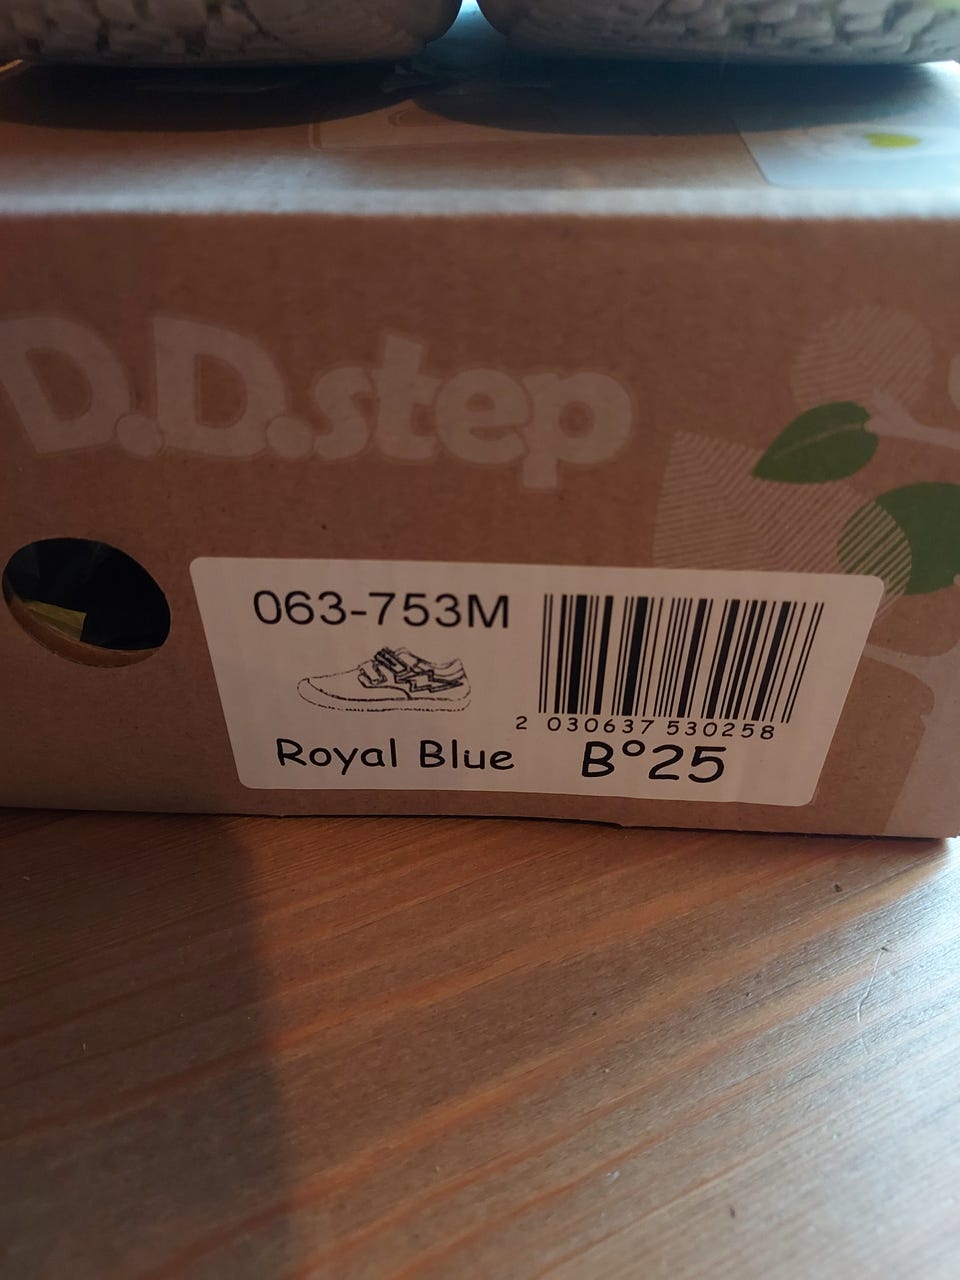 D.D.step
063-753M
2 030637 530258
Royal Blue
B°25